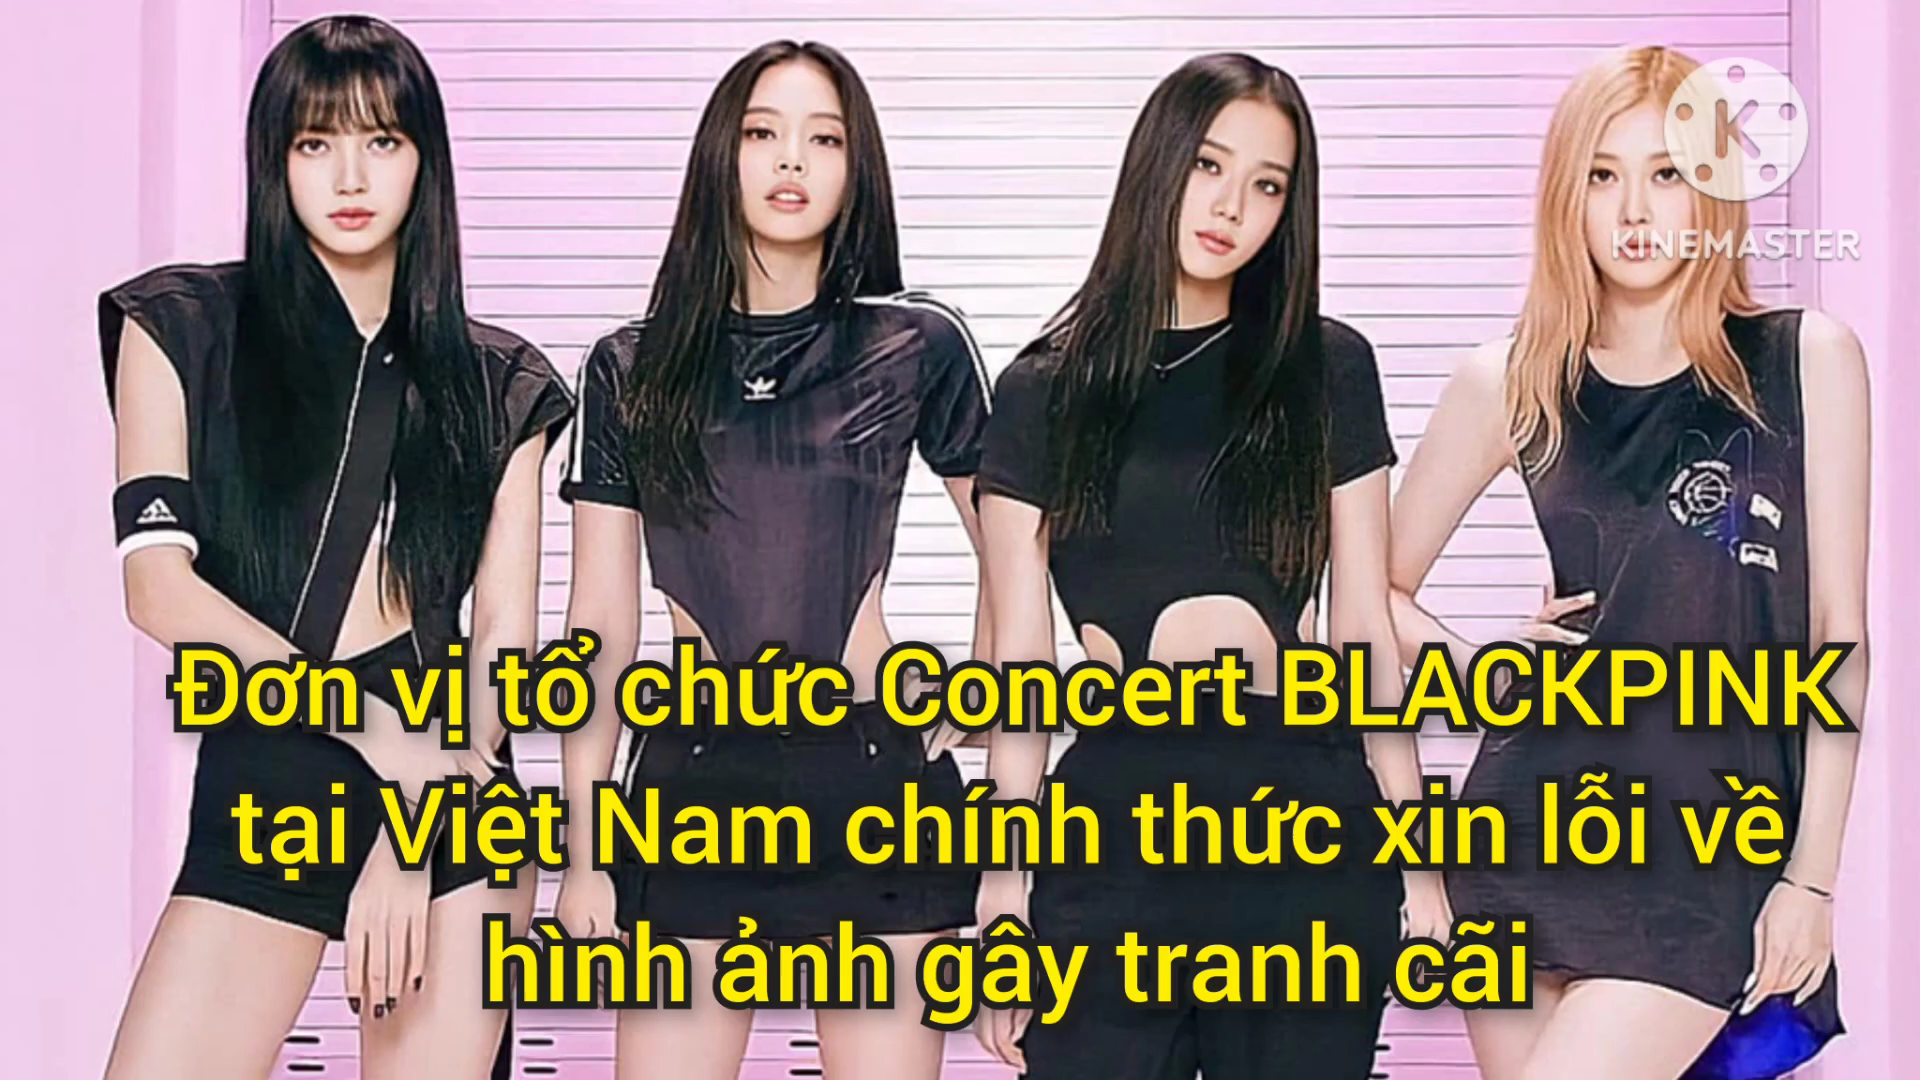 KINEMASTER
Đơn vị tổ chức Concert BLACKPINK
tại Việt Nam chính thức xin lỗi về
hình ảnh gây tranh cãi